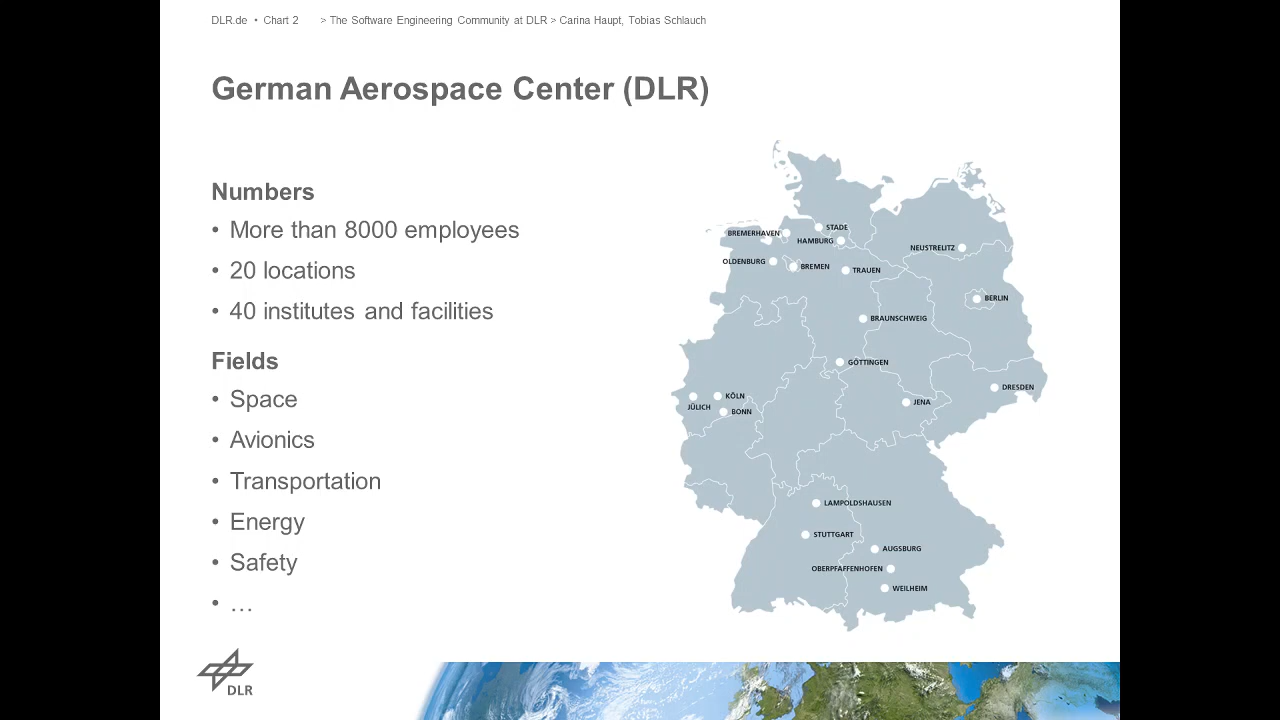 DLR.de • Chart 2 > The Software Engineering Community at DLR > Carina Haupt, Tobias Schlauch
German Aerospace Center (DLR)
Numbers
• More than 8000 employees
• 20 locations
• 40 institutes and facilities
Fields
• Space
• Avionics
• Transportation
• Energy
• Safety
• …
STADE
BREMERHAVEN
HAMBURG
NEUSTRELITZ
OLDENBURG
BREMEN
TRAUEN
BERLIN
BRAUNSCHWEIG
GÖTTINGEN
DRESDEN
KÖLN
JÜLICH
BONN
JENA
LAMPOLDSHAUSEN
STUTTGART
AUGSBURG
OBERPFAFFENHOFEN
WEILHEIM
DLR